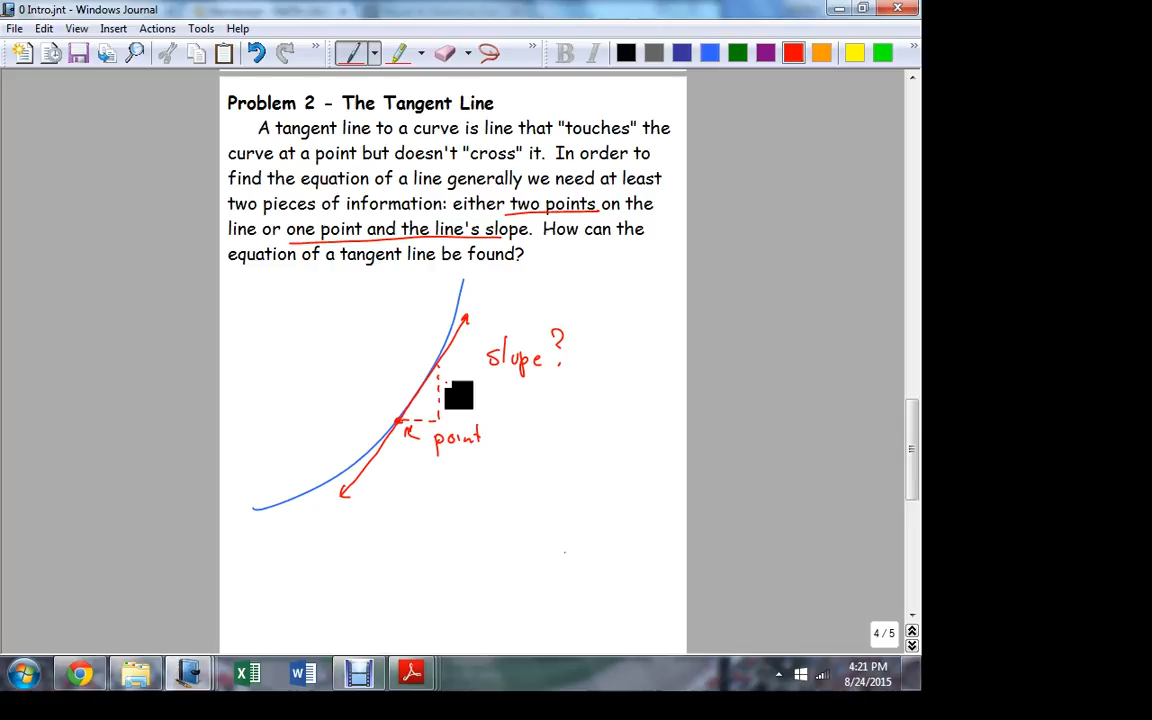 0 Intro.jnt - Windows Journal
File Edit View Insert Actions Tools Help
B I
Problem 2 - The Tangent Line
A tangent line to a curve is line that "touches" the
curve at a point but doesn't "cross" it. In order to
find the equation of a line generally we need at least
two pieces of information: either two points on the
line or one point and the line's slope. How can the
equation of a tangent line be found?
slope?
point
4 / 5
4:21 PM
8/24/2015